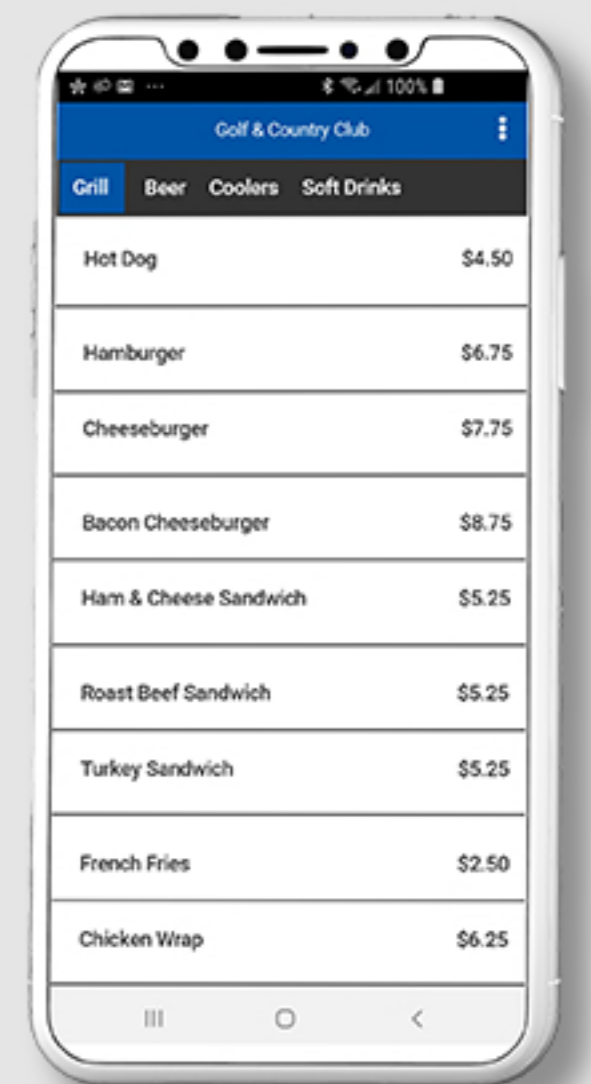 100%
Golf & Country Club
Grill Beer Coolers Soft Drinks
Hot Dog $4.50
Hamburger $6.75
Cheeseburger $7.75
Bacon Cheeseburger $8.75
Ham & Cheese Sandwich $5.25
Roast Beef Sandwich $5.25
Turkey Sandwich $5.25
French Fries $2.50
Chicken Wrap $6.25